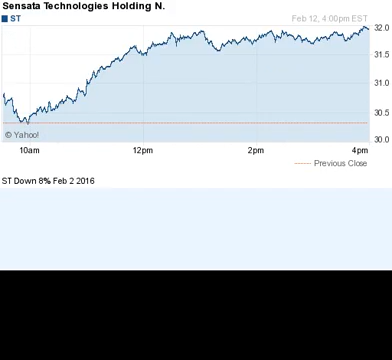 Sensata Technologies Holding N.
ST
Feb 12, 4:00pm EST
32.0
31.5
31.0
30.5
30.0
© Yahoo!
10am 12pm 2pm 4pm
Previous Close
ST Down 8% Feb 2 2016